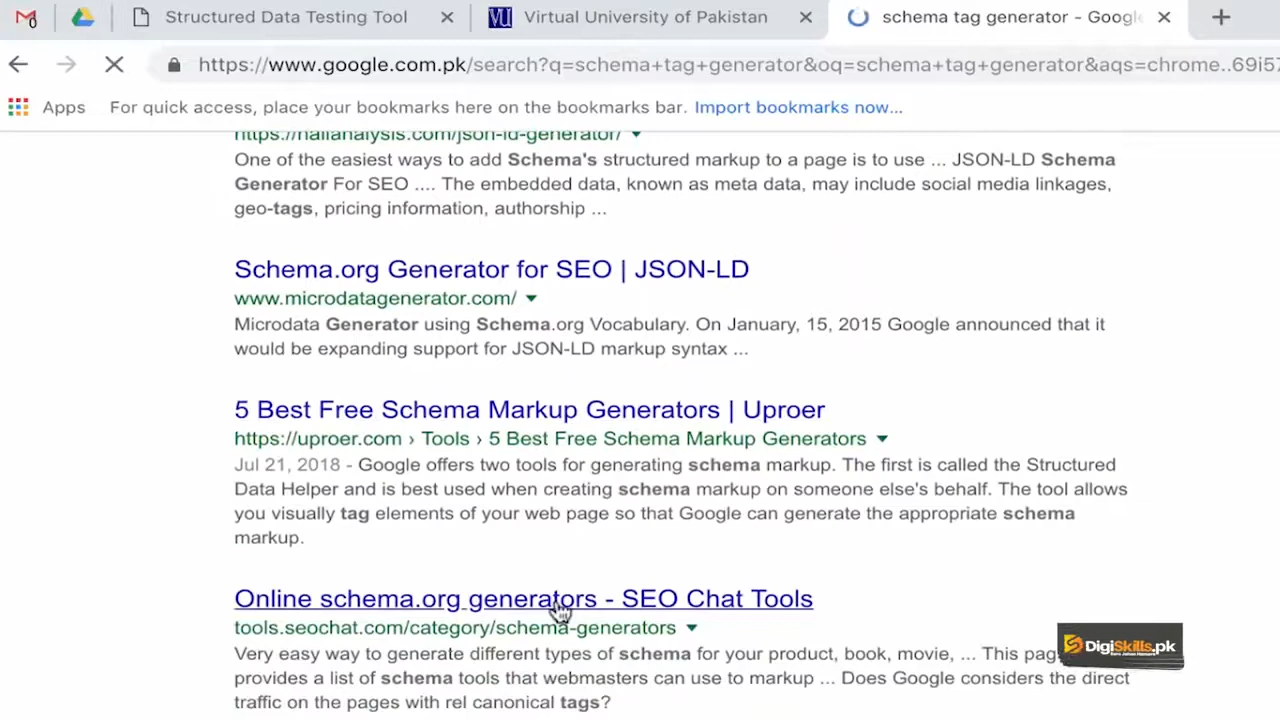 0
Structured Data Testing Tool
VU
Virtual University of Pakistan
schema tag generator - Google
https://www.google.com.pk/search?q=schema+tag+generator&oq=schema+tag+generator&aqs=chrome..69i57
Apps
For quick access, place your bookmarks here on the bookmarks bar. Import bookmarks now...
https://hallanalysis.com/json-ld-generator/
One of the easiest ways to add Schema's structured markup to a page is to use ... JSON-LD Schema
Generator For SEO .... The embedded data, known as meta data, may include social media linkages,
geo-tags, pricing information, authorship ...
Schema.org Generator for SEO | JSON-LD
www.microdatagenerator.com/
Microdata Generator using Schema.org Vocabulary. On January, 15, 2015 Google announced that it
would be expanding support for JSON-LD markup syntax ...
5 Best Free Schema Markup Generators | Uproer
https://uproer.com › Tools › 5 Best Free Schema Markup Generators
Jul 21, 2018 - Google offers two tools for generating schema markup. The first is called the Structured
Data Helper and is best used when creating schema markup on someone else's behalf. The tool allows
you visually tag elements of your web page so that Google can generate the appropriate schema
markup.
Online schema.org generators - SEO Chat Tools
tools.seochat.com/category/schema-generators
Very easy way to generate different types of schema for your product, book, movie, ... This pag
provides a list of schema tools that webmasters can use to markup ... Does Google considers the direct
traffic on the pages with rel canonical tags?
DigiSkills.pk